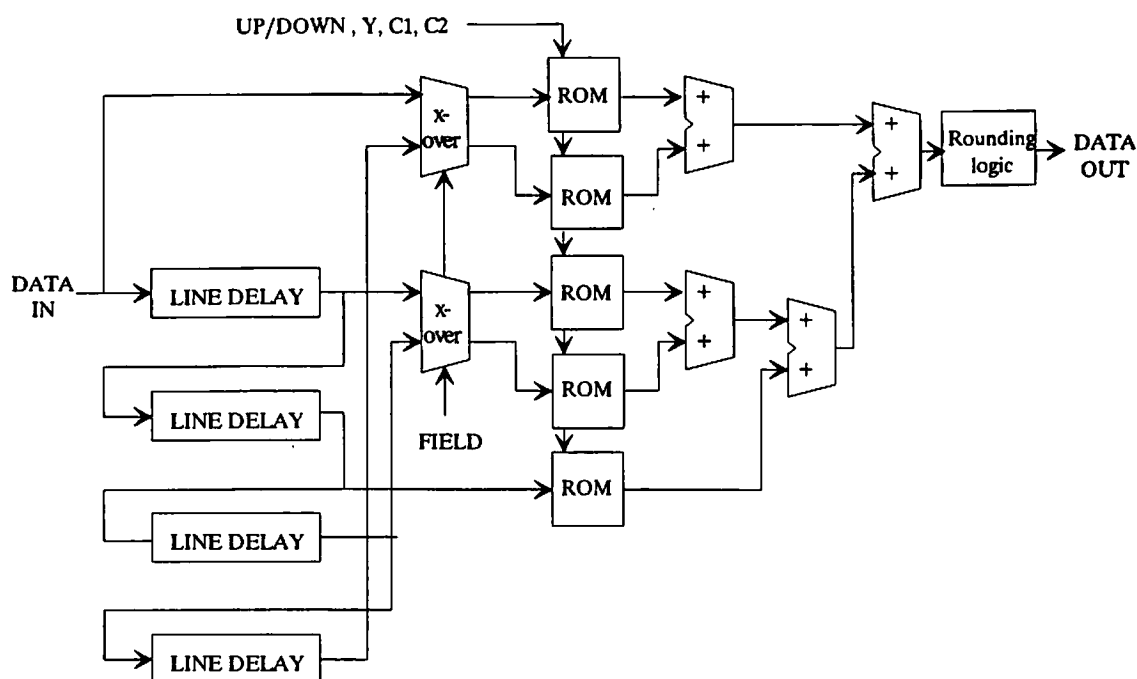 UP/DOWN , Y, C1, C2
ROM
x-
over
+
+
ROM
+
+
Rounding
logic
DATA
OUT
DATA
IN
LINE DELAY
x-
over
ROM
+
+
+
+
ROM
LINE DELAY
FIELD
ROM
LINE DELAY
LINE DELAY